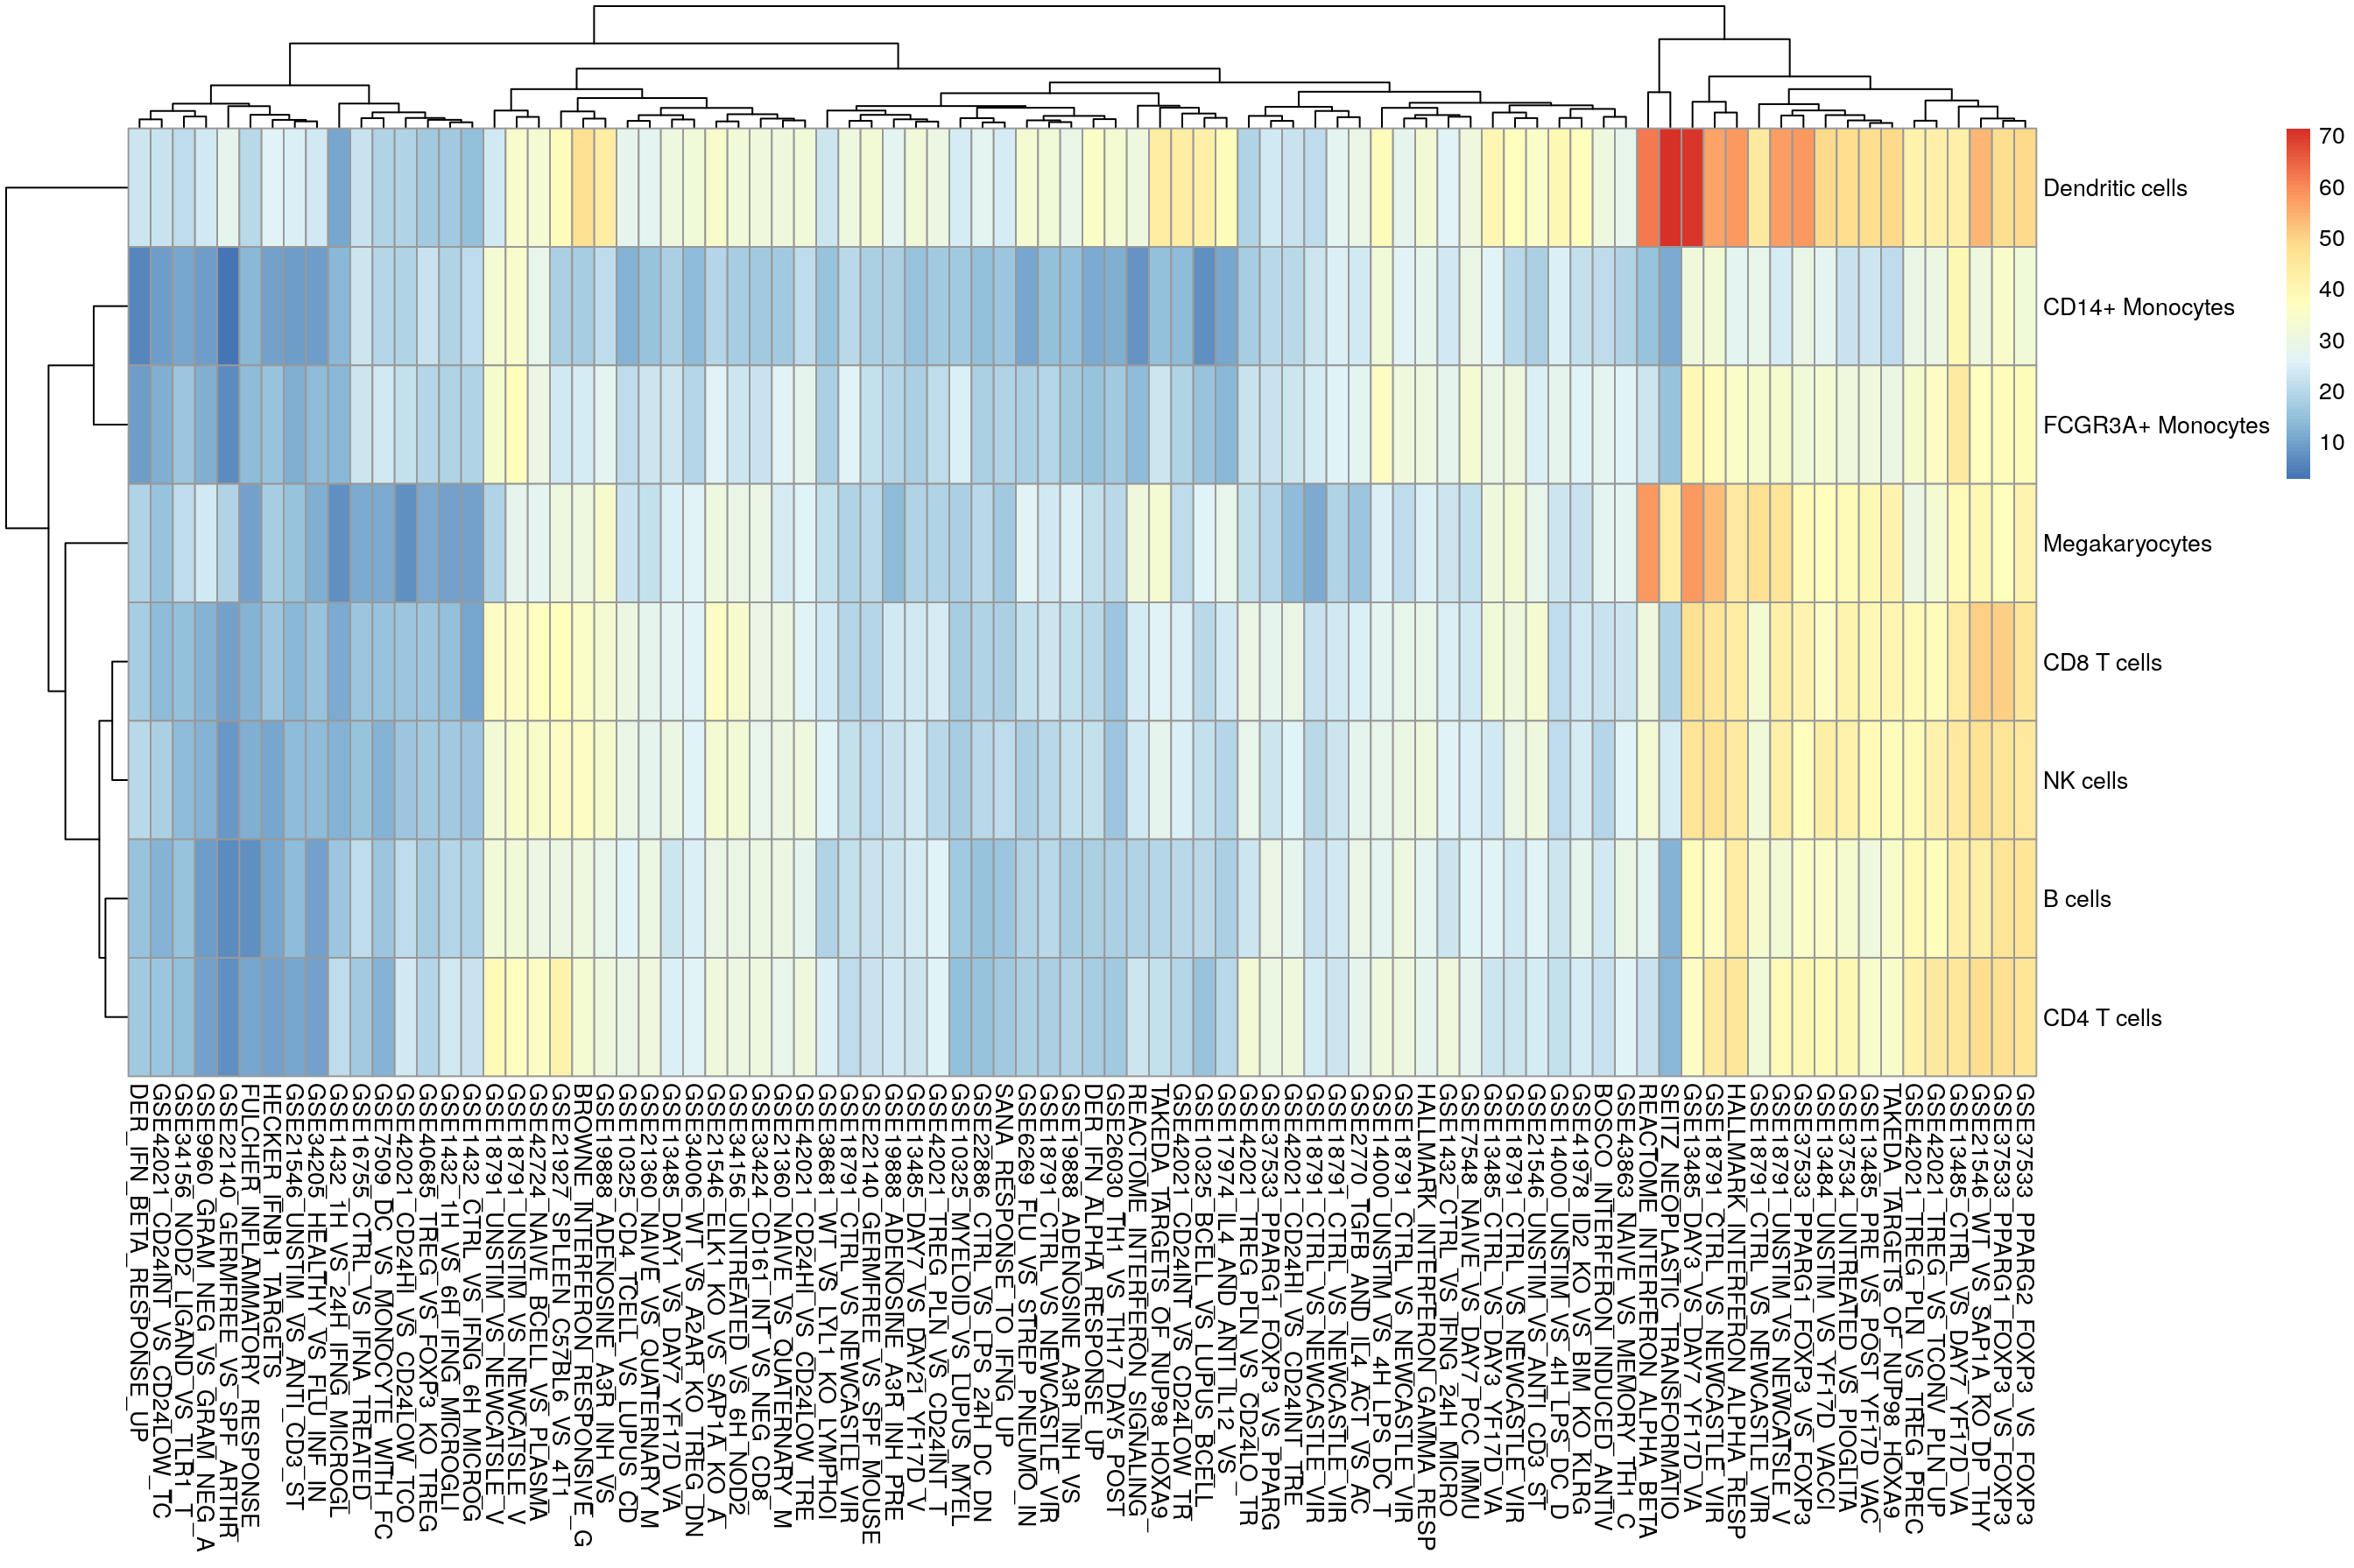 70
60
50
40
30
20
10
Dendritic cells
CD14+ Monocytes
FCGR3A+ Monocytes
Megakaryocytes
CD8 T cells
NK cells
B cells
CD4 T cells
DER_IFN_BETA_RESPONSE_UP
GSE42021_CD24INT_VS_CD24LOW_TC
GSE34156_NOD2_LIGAND_VS_TLR1_T
GSE9960_GRAM_NEG_VS_GRAM_NEG_A
GSE22140_GERMFREE_VS_SPF_ARTHR
FULCHER_INFLAMMATORY_RESPONSE
HECKER_IFNB1_TARGETS
GSE21546_UNSTIM_VS_ANTI_CD3_ST
GSE34205_HEALTHY_VS_FLU_INF_IN
GSE1432_1H_VS_24H_IFNG_MICROGL
GSE16755_CTRL_VS_IFNA_TREATED
GSE7509_DC_VS_MONOCYTE_WITH_FC
GSE42021_CD24HI_VS_CD24LOW_TCO
GSE40685_TREG_VS_FOXP3_KO_TREG
GSE1432_1H_VS_6H_IFNG_MICROGLI
GSE1432_CTRL_VS_IFNG_6H_MICROG
GSE18791_UNSTIM_VS_NEWCATSLE_V
GSE18791_UNSTIM_VS_NEWCATSLE_V
GSE42724_NAIVE_BCELL_VS_PLASMA
GSE21927_SPLEEN_C57BL6_VS_4T1
BROWNE_INTERFERON_RESPONSIVE_G
GSE19888_ADENOSINE_A3R_INH_VS
GSE10325_CD4_TCELL_VS_LUPUS_CD
GSE21360_NAIVE_VS_QUATERNARY_M
GSE13485_DAY1_VS_DAY7_YF17D_VA
GSE34006_WT_VS_A2AR_KO_TREG_DN
GSE21546_ELK1_KO_VS_SAP1A_KO_A
GSE34156_UNTREATED_VS_6H_NOD2_
GSE33424_CD161_INT_VS_NEG_CD8
GSE21360_NAIVE_VS_QUATERNARY_M
GSE42021_CD24HI_VS_CD24LOW_TRE
GSE38681_WT_VS_LYL1_KO_LYMPHOI
GSE18791_CTRL_VS_NEWCASTLE_VIR
GSE22140_GERMFREE_VS_SPF_MOUSE
GSE19888_ADENOSINE_A3R_INH_PRE
GSE13485_DAY7_VS_DAY21_YF17D_V
GSE42021_TREG_PLN_VS_CD24INT_T
GSE10325_MYELOID_VS_LUPUS_MYEL
GSE22886_CTRL_VS_LPS_24H_DC_DN
SANA_RESPONSE_TO_IFNG_UP
GSE6269_FLU_VS_STREP_PNEUMO_IN
GSE18791_CTRL_VS_NEWCASTLE_VIR
GSE19888_ADENOSINE_A3R_INH_VS
DER_IFN_ALPHA_RESPONSE_UP
GSE26030_TH1_VS_TH17_DAY5_POST
REACTOME_INTERFERON_SIGNALING_
TAKEDA_TARGETS_OF_NUP98_HOXA9_
GSE42021_CD24INT_VS_CD24LOW_TR
GSE10325_BCELL_VS_LUPUS_BCELL
GSE17974_IL4_AND_ANTI_IL12_VS_
GSE42021_TREG_PLN_VS_CD24LO_TR
GSE37533_PPARG1_FOXP3_VS_PPARG
GSE42021_CD24HI_VS_CD24INT_TRE
GSE18791_CTRL_VS_NEWCASTLE_VIR
GSE18791_CTRL_VS_NEWCASTLE_VIR
GSE2770_TGFB_AND_IL4_ACT_VS_AC
GSE14000_UNSTIM_VS_4H_LPS_DC_T
GSE18791_CTRL_VS_NEWCASTLE_VIR
HALLMARK_INTERFERON_GAMMA_RESP
GSE1432_CTRL_VS_IFNG_24H_MICRO
GSE7548_NAIVE_VS_DAY7_PCC_IMMU
GSE13485_CTRL_VS_DAY3_YF17D_VA
GSE18791_CTRL_VS_NEWCASTLE_VIR
GSE21546_UNSTIM_VS_ANTI_CD3_ST
GSE14000_UNSTIM_VS_4H_LPS_DC_D
GSE41978_ID2_KO_VS_BIM_KO_KLRG
BOSCO_INTERFERON_INDUCED_ANTIV
GSE43863_NAIVE_VS_MEMORY_TH1_C
REACTOME_INTERFERON_ALPHA_BETA
SEITZ_NEOPLASTIC_TRANSFORMATIO
GSE13485_DAY3_VS_DAY7_YF17D_VA
GSE18791_CTRL_VS_NEWCASTLE_VIR
HALLMARK_INTERFERON_ALPHA_RESP
GSE18791_CTRL_VS_NEWCASTLE_VIR
GSE18791_UNSTIM_VS_NEWCATSLE_V
GSE37533_PPARG1_FOXP3_VS_FOXP3
GSE13484_UNSTIM_VS_YF17D_VACCI
GSE37534_UNTREATED_VS_PIOGLITA
GSE13485_PRE_VS_POST_YF17D_VAC
TAKEDA_TARGETS_OF_NUP98_HOXA9_
GSE42021_TREG_PLN_VS_TREG_PREC
GSE42021_TREG_VS_TCONV_PLN_UP
GSE13485_CTRL_VS_DAY7_YF17D_VA
GSE21546_WT_VS_SAP1A_KO_DP_THY
GSE37533_PPARG1_FOXP3_VS_FOXP3
GSE37533_PPARG2_FOXP3_VS_FOXP3